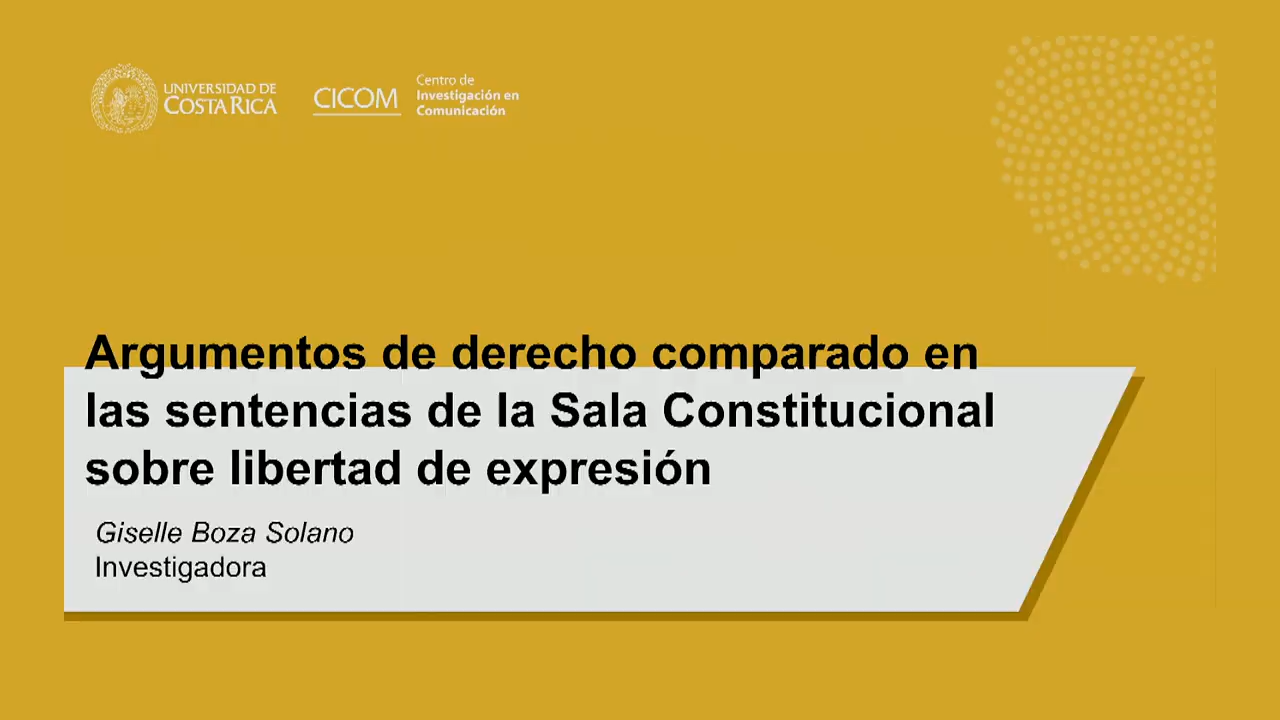 UNIVERSIDAD DE
COSTA RICA
CICOM
Centro de
Investigación en
Comunicación
Argumentos de derecho comparado en
las sentencias de la Sala Constitucional
sobre libertad de expresión
Giselle Boza Solano
Investigadora